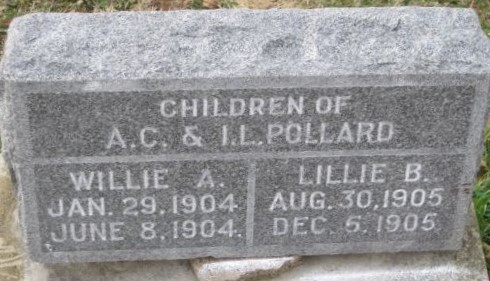 CHILDREN OF
A.C. & I.L. POLLARD
WILLIE A.
JAN. 29, 1904
JUNE 8, 1904.
LILLIE B.
AUG. 30, 1905
DEC. 5, 1905.